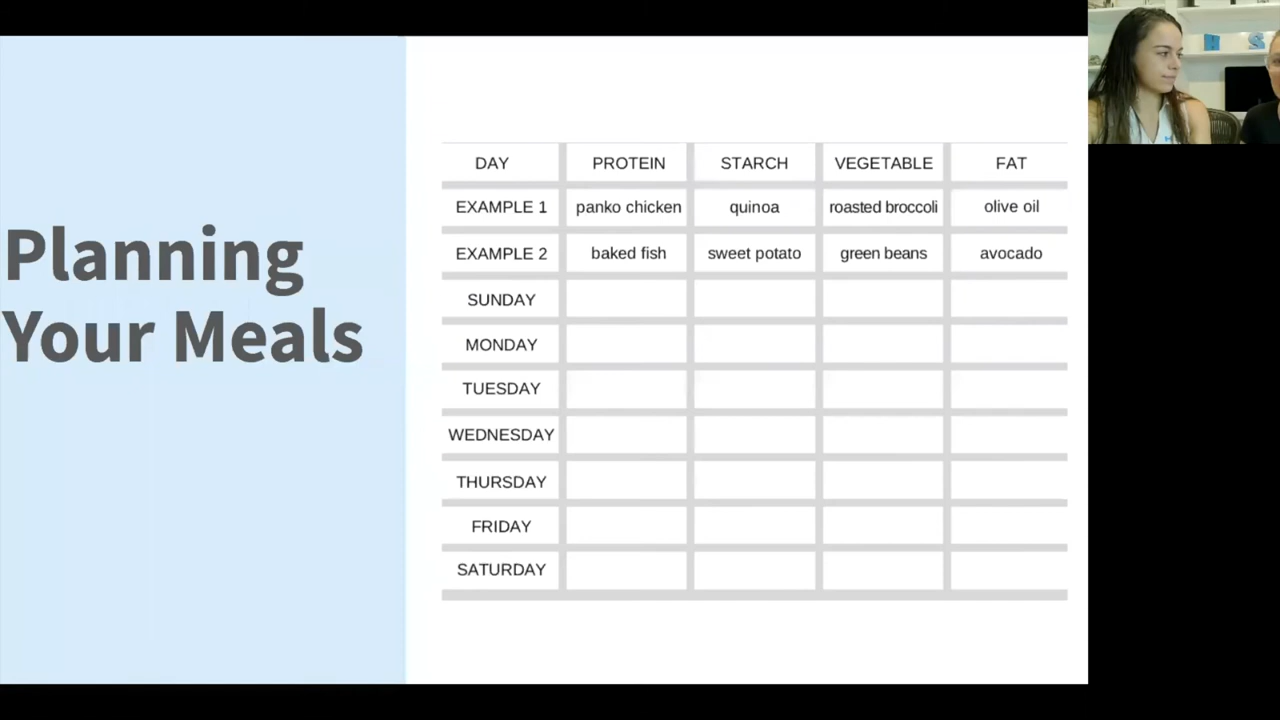 Planning
Your Meals
DAY PROTEIN STARCH VEGETABLE FAT
EXAMPLE 1 panko chicken quinoa roasted broccoli olive oil
EXAMPLE 2 baked fish sweet potato green beans avocado
SUNDAY
MONDAY
TUESDAY
WEDNESDAY
THURSDAY
FRIDAY
SATURDAY